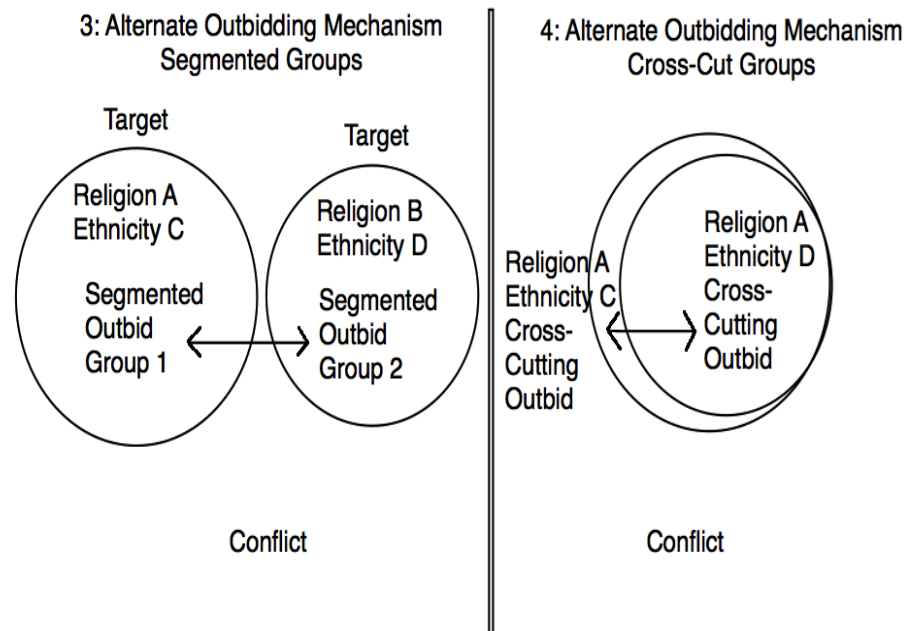 3: Alternate Outbidding Mechanism
Segmented Groups
Target
Target
Religion A
Ethnicity C
Segmented
Outbid
Group 1
Religion B
Ethnicity D
Segmented
Outbid
Group 2
Conflict
4: Alternate Outbidding Mechanism
Cross-Cut Groups
Religion A
Ethnicity C
Cross-
Cutting
Outbid
Religion A
Ethnicity D
Cross-
Cutting
Outbid
Conflict